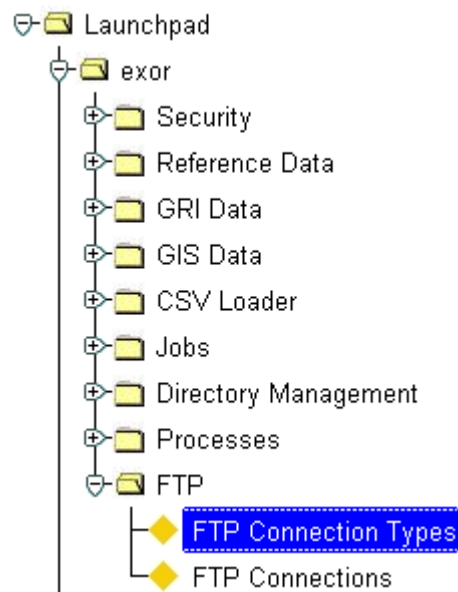 Launchpad
exor
Security
Reference Data
GRI Data
GIS Data
CSV Loader
Jobs
Directory Management
Processes
FTP
FTP Connection Types
FTP Connections